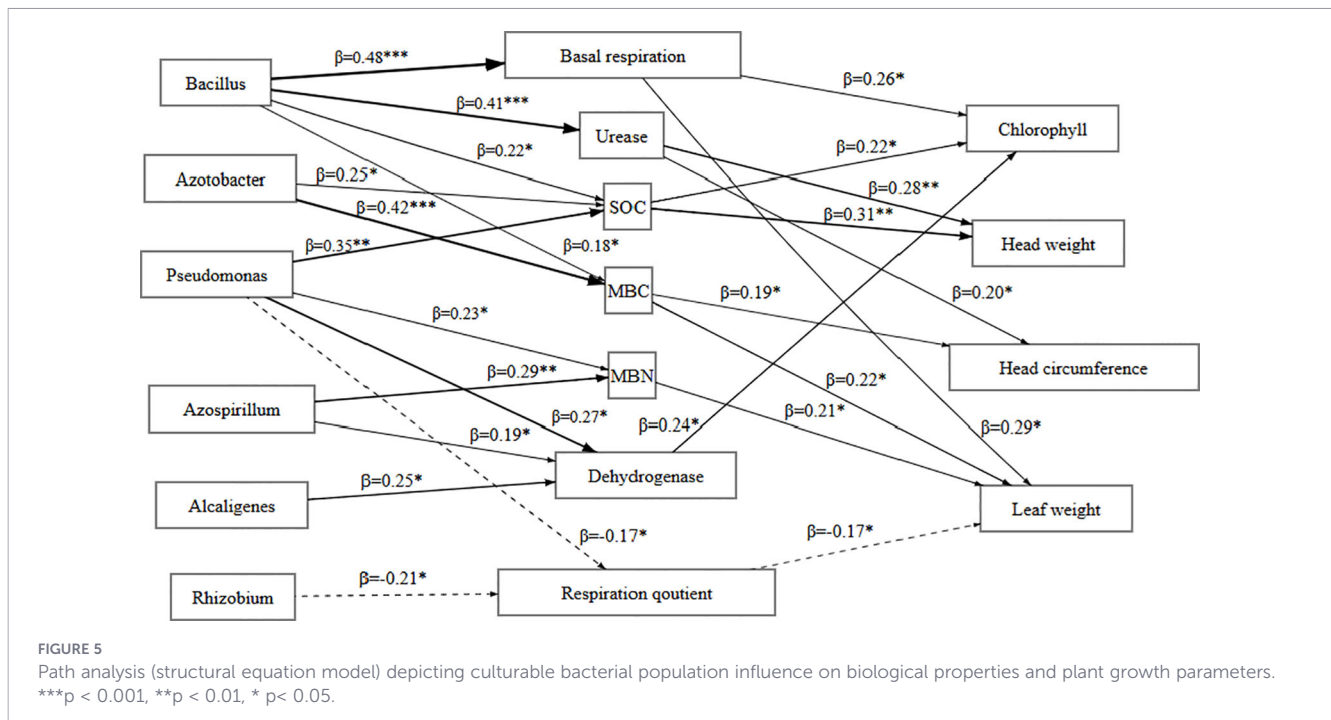 β=0.48***
Basal respiration
Bacillus
β=0.26*
β=0.41***
Chlorophyll
Urease
β=0.22*
β=0.22*
Azotobacter
β=0.25*
β=0.28**
β=0.42***
SOC
β=0.31**
Head weight
β=0.35**
β=0.18*
Pseudomonas
MBC
β=0.19*
β=0.20*
β=0.23*
Head circumference
β=0.29**
MBN
β=0.22*
Azospirillum
β=0.21*
β=0.27*
β=0.24*
β=0.29*
β=0.19*
Dehydrogenase
β=0.25*
Alcaligenes
Leaf weight
β=-0.17*
β=-0.17*
β=-0.21*
Rhizobium
Respiration qoutient
FIGURE 5
Path analysis (structural equation model) depicting culturable bacterial population influence on biological properties and plant growth parameters.
***p < 0.001, **p < 0.01, * p< 0.05.